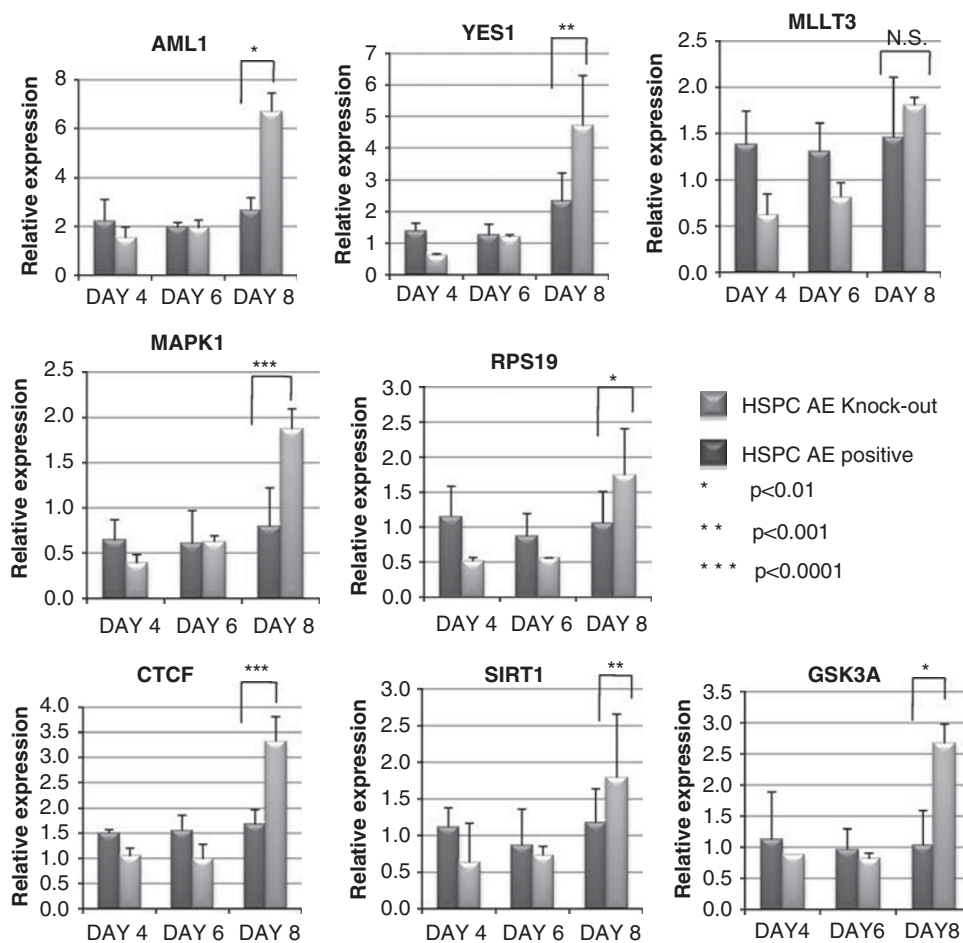 AML1
*
Relative expression
8
6
4
2
0
DAY 4 DAY 6 DAY 8
YES1
**
Relative expression
7
6
5
4
3
2
1
0
DAY 4 DAY 6 DAY 8
MLLT3
N.S.
Relative expression
2.5
2.0
1.5
1.0
0.5
0.0
DAY 4 DAY 6 DAY 8
MAPK1
***
Relative expression
2.5
2.0
1.5
1.0
0.5
0.0
DAY 4 DAY 6 DAY 8
RPS19
*
Relative expression
3.0
2.5
2.0
1.5
1.0
0.5
0.0
DAY 4 DAY 6 DAY 8
HSPC AE Knock-out
HSPC AE positive
* p<0.01
** p<0.001
*** p<0.0001
CTCF
***
Relative expression
4.0
3.5
3.0
2.5
2.0
1.5
1.0
0.5
0.0
DAY 4 DAY 6 DAY 8
SIRT1
**
Relative expression
3.0
2.5
2.0
1.5
1.0
0.5
0.0
DAY 4 DAY 6 DAY 8
GSK3A
*
Relative expression
3.5
3.0
2.5
2.0
1.5
1.0
0.5
0.0
DAY4 DAY6 DAY8